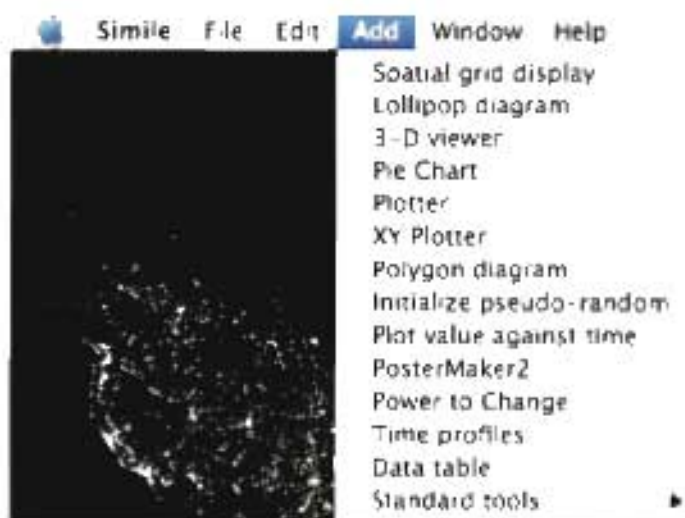 Simile File Edit Add Window Help
Spatial grid display
Lollipop diagram
3-D viewer
Pie Chart
Plotter
XY Plotter
Polygon diagram
Initialize pseudo-random
Plot value against time
PosterMaker2
Power to Change
Time profiles
Data table
Standard tools